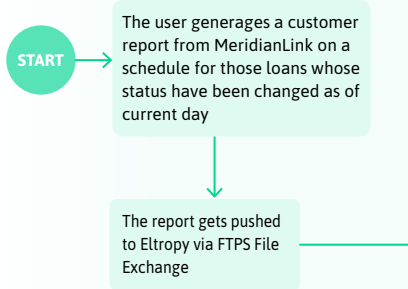 START
The user generages a customer
report from MeridianLink on a
schedule for those loans whose
status have been changed as of
current day
The report gets pushed
to Eltropy via FTPS File
Exchange